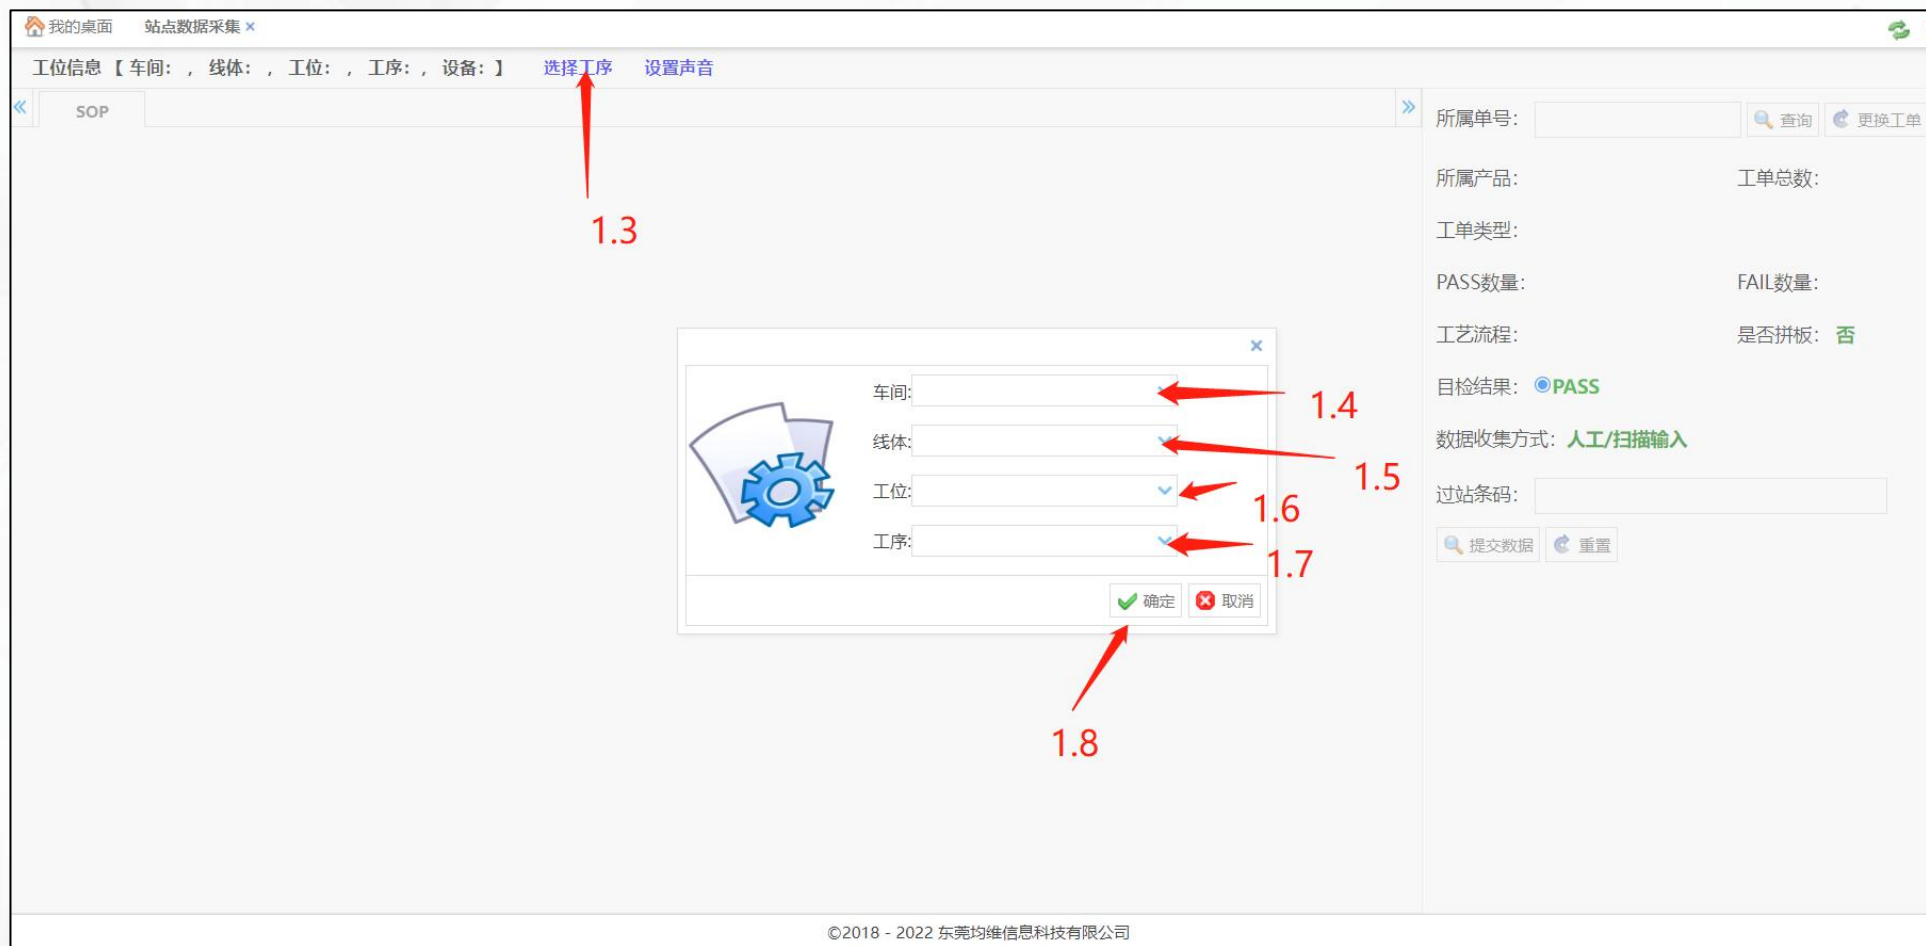 我的桌面 站点数据采集 ×
工位信息【 车间： ， 线体： ， 工位： ， 工序： ， 设备： 】 选择工序 设置声音
SOP
所属单号： 查询 更换工单
所属产品： 工单总数：
1.3
工单类型：
PASS数量： FAIL数量：
工艺流程： 是否拼板： 否
车间:
1.4
目检结果： PASS
线体:
1.5
数据收集方式： 人工/扫描输入
工位:
1.6
过站条码：
工序:
1.7
提交数据 重置
确定 取消
1.8
©2018 - 2022 东莞均维信息科技有限公司